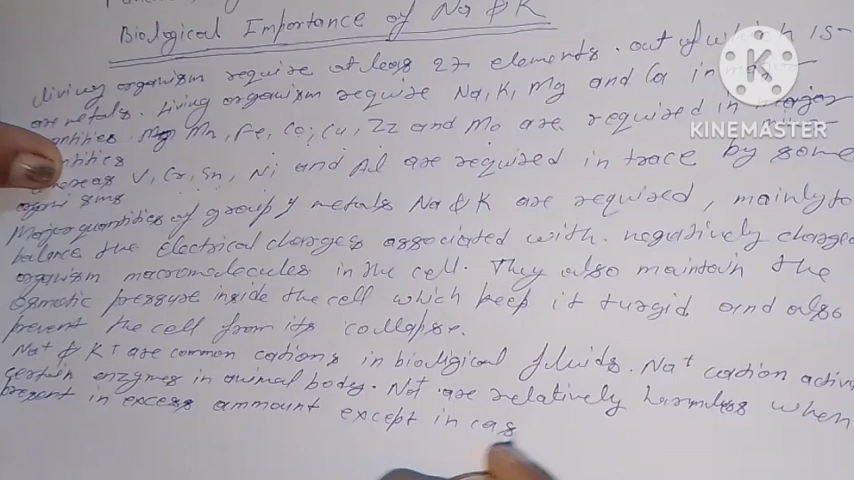 Biological Importance of Na & K
living organism require at leas 27 elements. out of which is-
are metals. Living organism require Na, K, Mg and Ca in
Mn, Fe, Co, Cu, Zz and Mo are required in
whereas V, Cr, Sn, Ni and Al are required in trace by some
organisms
Major quantities of group metals Na & K are required, mainly to
balance the electrical charges associated with negatively charged
organism macromolecules in the cell. They also maintain the
osmotic pressure inside the cell which keep it turgid and also
prevent the cell from its collapse.
Na+ & K+ are common cations in biological fluids. Na+ cation activ
certain enzymes in animal body. Na+ are relatively harmless when
present in excess ammount except in cas
KINEMASTER